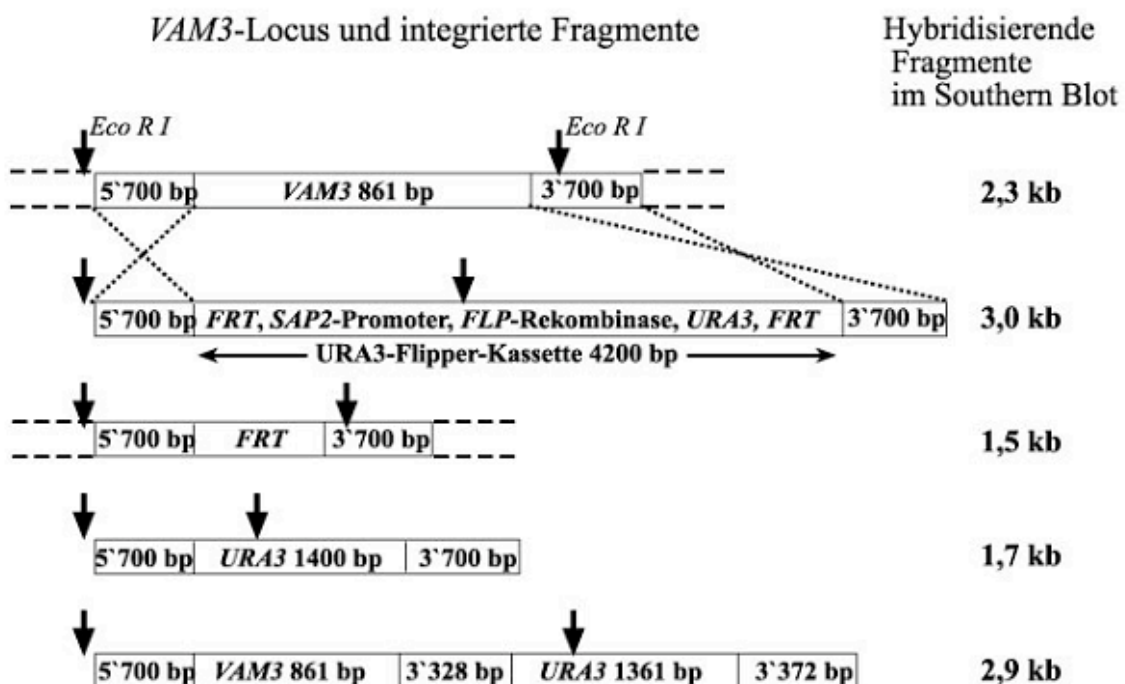 VAM3-Locus und integrierte Fragmente
Hybridisierende
Fragmente
im Southern Blot
Eco R I
Eco R I
5`700 bp VAM3 861 bp 3`700 bp 2,3 kb
5`700 bp FRT, SAP2-Promoter, FLP-Rekombinase, URA3, FRT 3`700 bp 3,0 kb
URA3-Flipper-Kassette 4200 bp
5`700 bp FRT 3`700 bp 1,5 kb
5`700 bp URA3 1400 bp 3`700 bp 1,7 kb
5`700 bp VAM3 861 bp 3`328 bp URA3 1361 bp 3`372 bp 2,9 kb